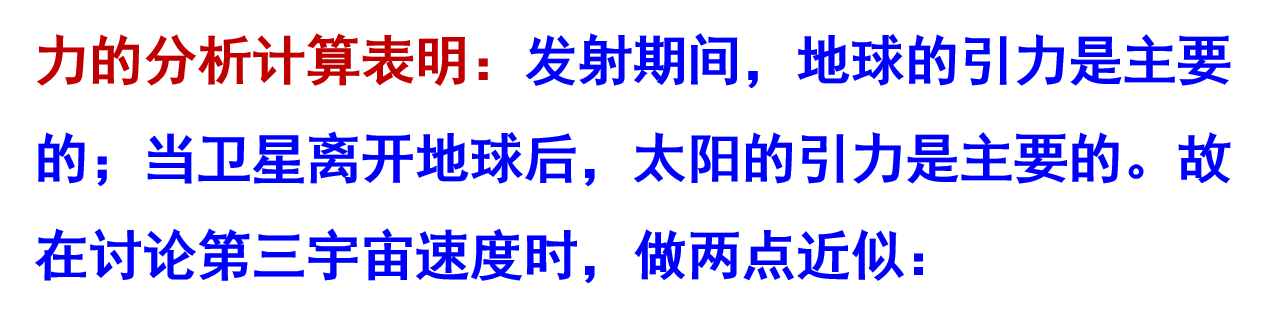 力的分析计算表明：发射期间，地球的引力是主要
的；当卫星离开地球后，太阳的引力是主要的。故
在讨论第三宇宙速度时，做两点近似：